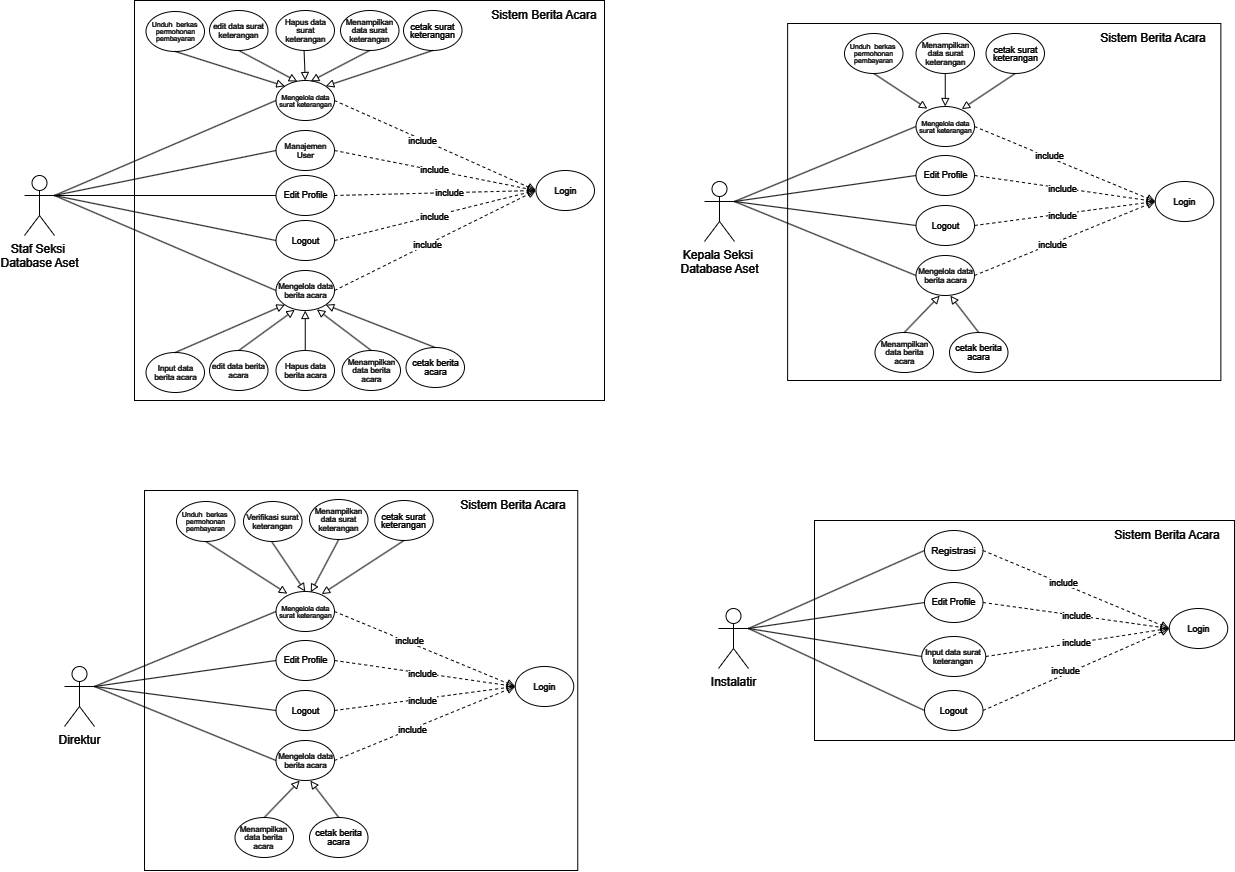 Sistem Berita Acara
Unduh berkas
permohonan
pembayaran
edit data surat
keterangan
Hapus data
surat
keterangan
Menampilkan
data surat
keterangan
cetak surat
keterangan
Mengelola data
surat keterangan
include
Manajemen
User
include
Edit Profile
include
Login
Logout
include
include
Staf Seksi
Database Aset
Mengelola data
berita acara
Input data
berita acara
edit data berita
acara
Hapus data
berita acara
Menampilkan
data berita
acara
cetak berita
acara
Sistem Berita Acara
Unduh berkas
permohonan
pembayaran
Menampilkan
data surat
keterangan
cetak surat
keterangan
Mengelola data
surat keterangan
include
Edit Profile
include
Login
Logout
include
include
Kepala Seksi
Database Aset
Mengelola data
berita acara
Menampilkan
data berita
acara
cetak berita
acara
Sistem Berita Acara
Unduh berkas
permohonan
pembayaran
Verifikasi surat
keterangan
Menampilkan
data surat
keterangan
cetak surat
keterangan
Mengelola data
surat keterangan
include
Edit Profile
include
Login
Logout
include
include
Direktur
Mengelola data
berita acara
Menampilkan
data berita
acara
cetak berita
acara
Sistem Berita Acara
Registrasi
include
Edit Profile
include
Login
Input data surat
keterangan
include
include
Instalatir
Logout